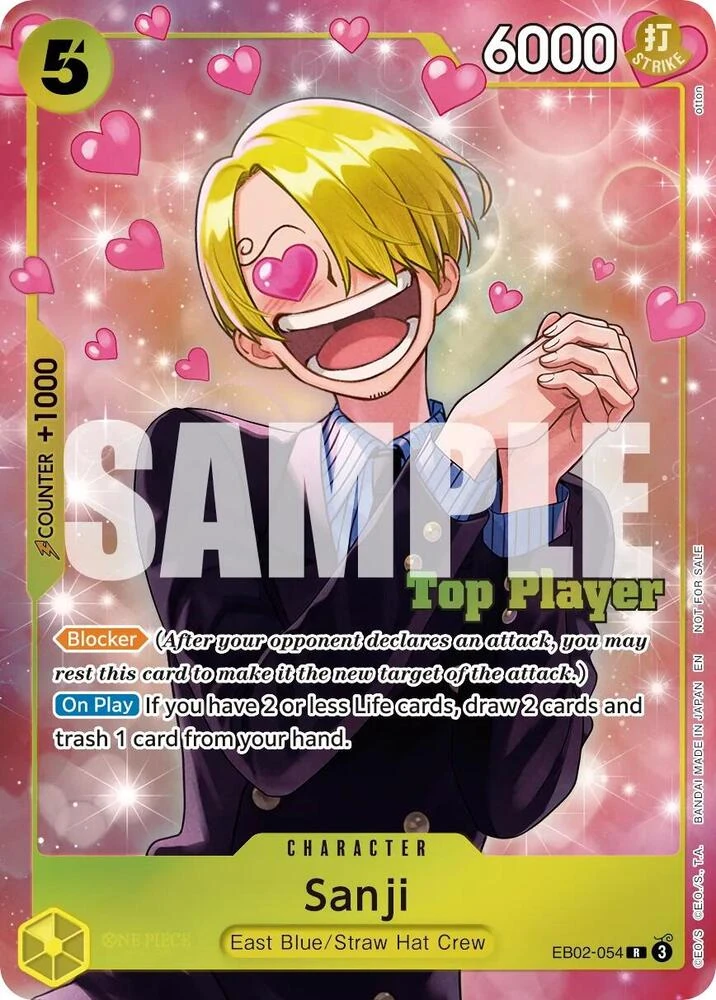 5
6000
打
STRIKE
otton
COUNTER +1000
SAMPLE
Top Player
Blocker (After your opponent declares an attack, you may
rest this card to make it the new target of the attack.)
On Play If you have 2 or less Life cards, draw 2 cards and
trash 1 card from your hand.
CHARACTER
Sanji
East Blue/Straw Hat Crew
ONE PIECE
EB02-054 R 3
©E.O/S ©E.O./S., T.A. BANDAI MADE IN JAPAN EN NOT FOR SALE